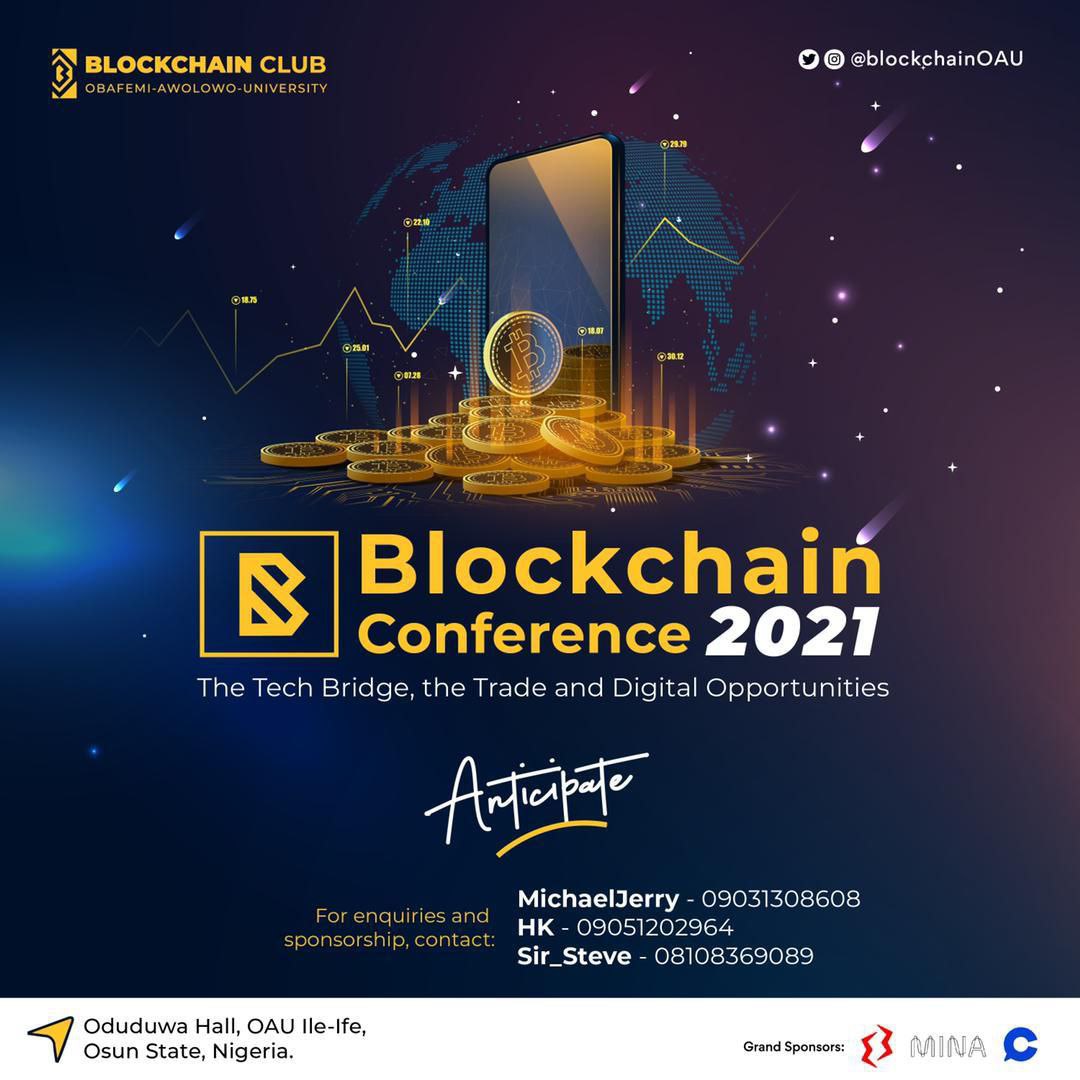 BLOCKCHAIN CLUB
OBAFEMI-AWOLOWO-UNIVERSITY
@blockchainOAU
29.79
22.10
18.75
18.07
25.01
30.12
07.28
Blockchain
Conference 2021
The Tech Bridge, the Trade and Digital Opportunities
Anticipate
For enquiries and
sponsorship, contact:
MichaelJerry - 09031308608
HK - 09051202964
Sir_Steve - 08108369089
Oduduwa Hall, OAU Ile-Ife,
Osun State, Nigeria.
Grand Sponsors:
MINA